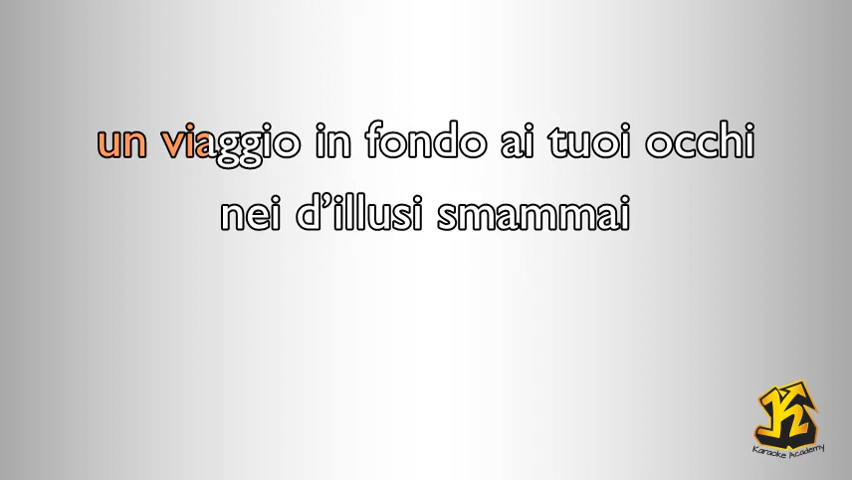 un viaggio in fondo ai tuoi occhi
nei d'illusi smammai
Karaoke Academy